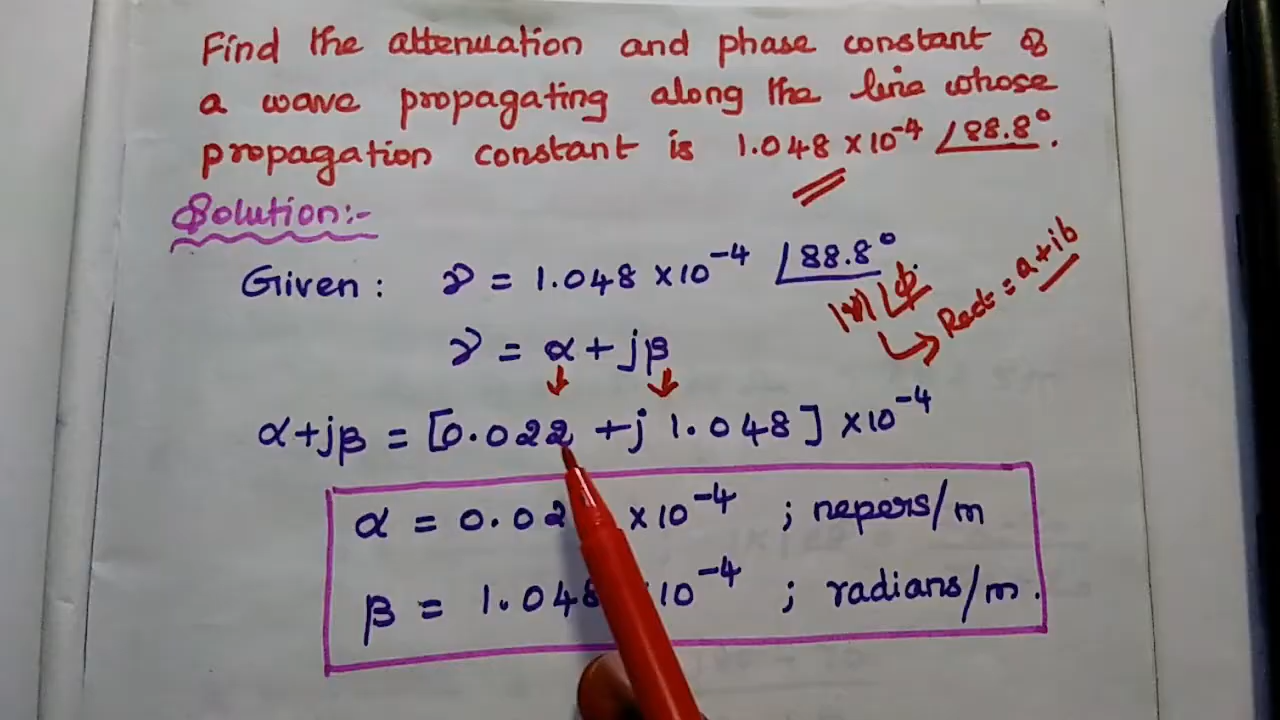 Find the attenuation and phase constant of
a wave propagating along the line whose
propagation constant is 1.048 × 10⁻⁴ ∠88.8°.
Solution:-
Given: γ = 1.048 × 10⁻⁴ ∠88.8°.
|γ| ∠ϕ
→ Rect = a+ib
γ = α + jβ
α+jβ = [0.022 + j 1.048] × 10⁻⁴
α = 0.02 × 10⁻⁴ ; nepers/m
β = 1.048 10⁻⁴ ; radians/m.